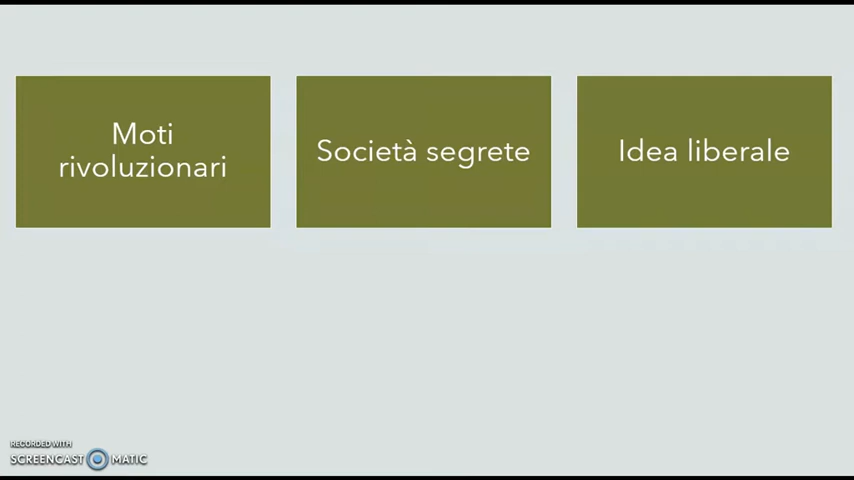 Moti
rivoluzionari
Società segrete
Idea liberale
RECORDED WITH
SCREENCAST MATIC